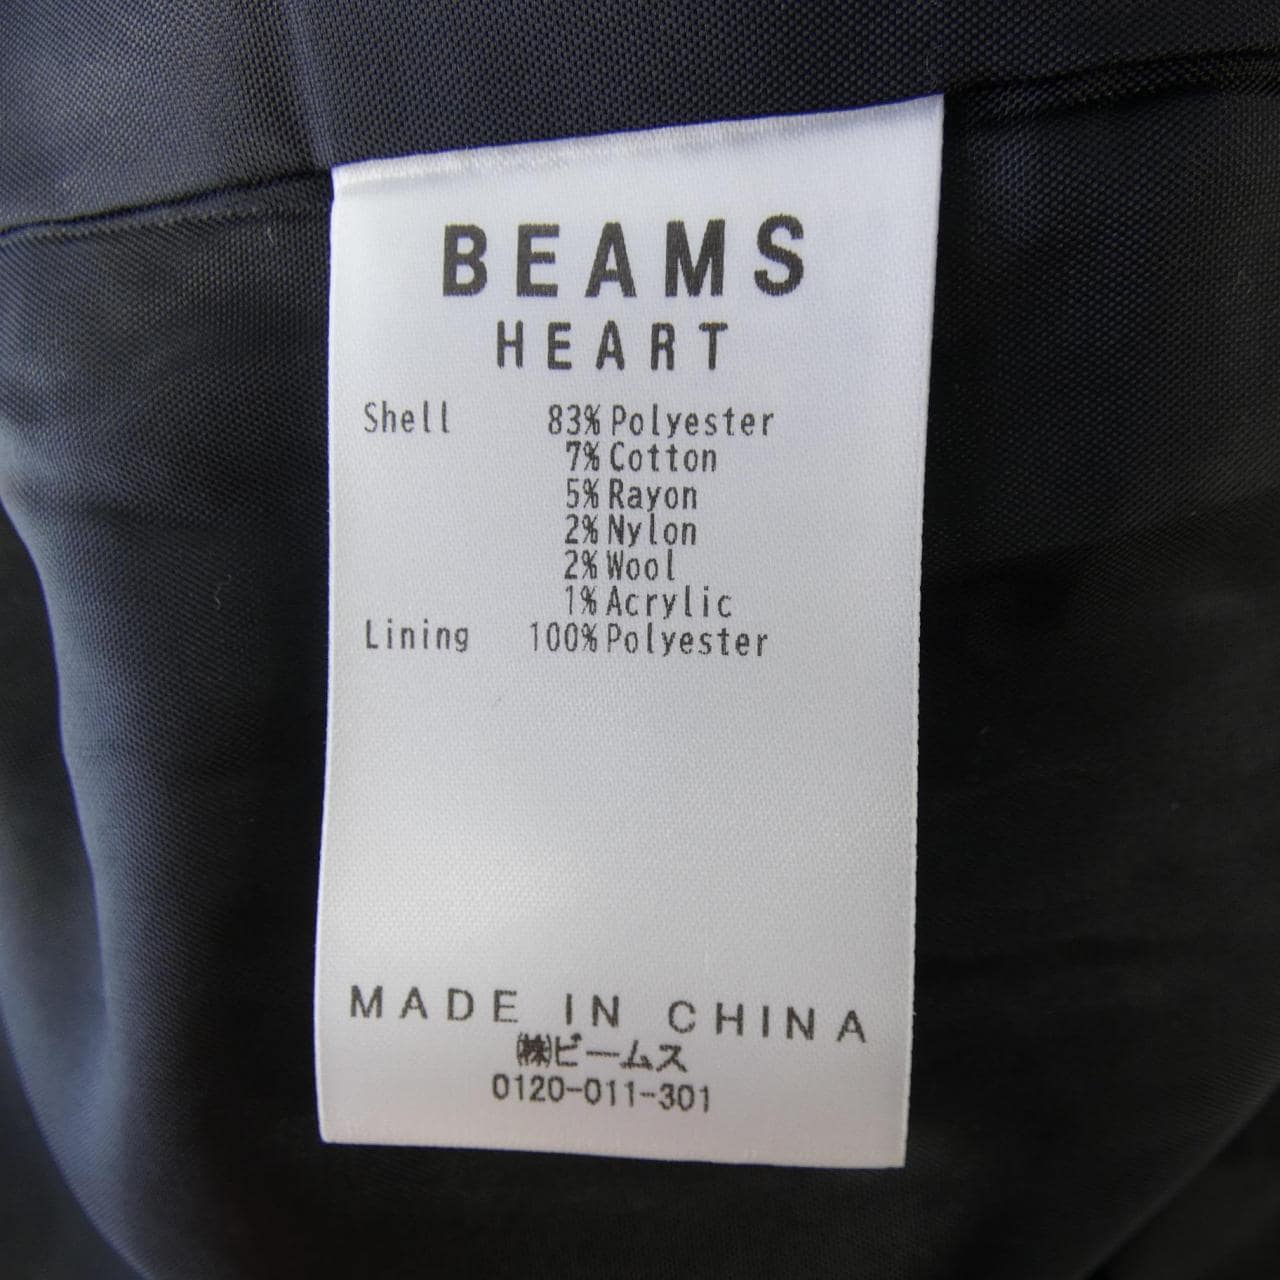 BEAMS
HEART
Shell 83% Polyester
7% Cotton
5% Rayon
2% Nylon
2% Wool
1% Acrylic
Lining 100% Polyester
MADE IN CHINA
㈱ビームス
0120-011-301